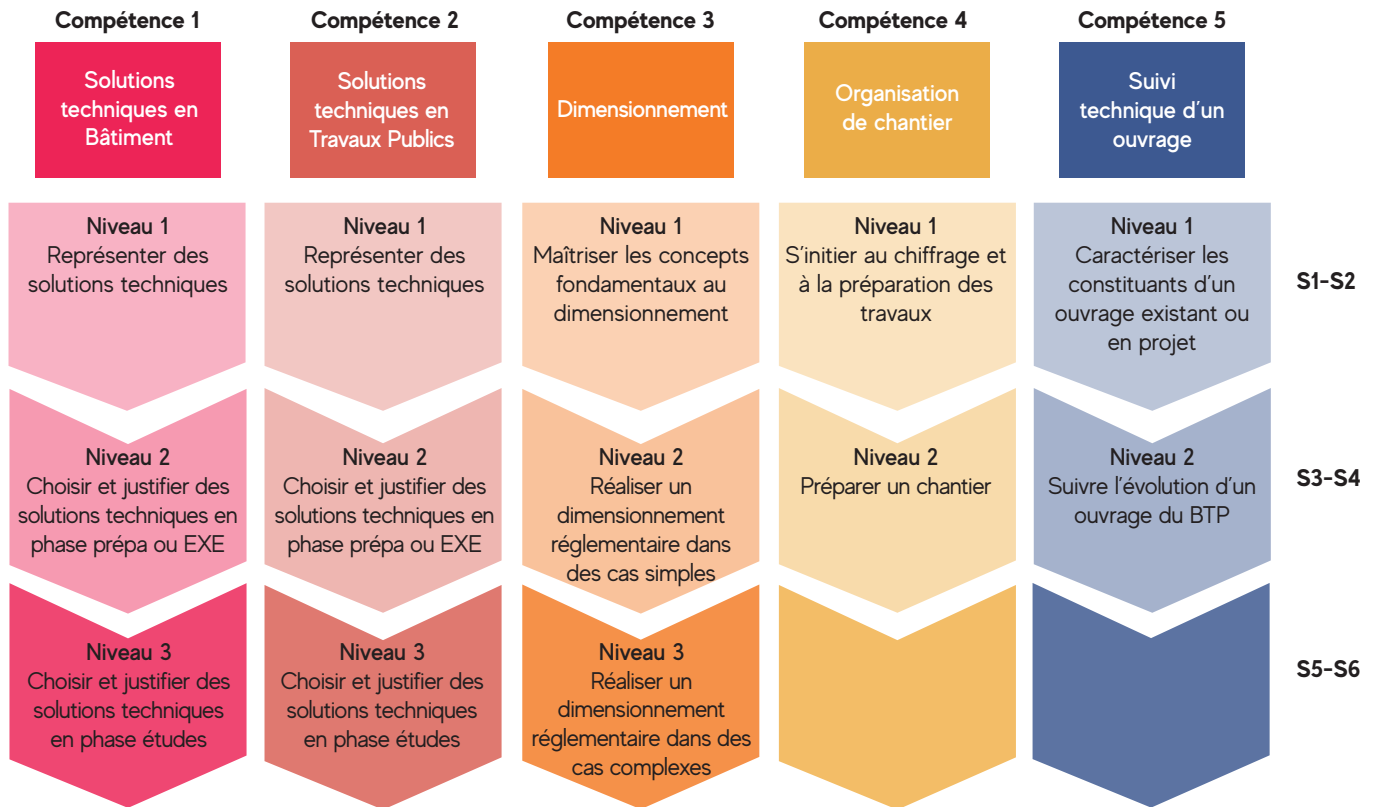 Compétence 1
Compétence 2
Compétence 3
Compétence 4
Compétence 5
Solutions
techniques en
Bâtiment
Solutions
techniques en
Travaux Publics
Dimensionnement
Organisation
de chantier
Suivi
technique d'un
ouvrage
Niveau 1
Représenter des
solutions techniques
Niveau 1
Représenter des
solutions techniques
Niveau 1
Maîtriser les concepts
fondamentaux au
dimensionnement
Niveau 1
S'initier au chiffrage et
à la préparation des
travaux
Niveau 1
Caractériser les
constituants d'un
ouvrage existant ou
en projet
S1-S2
Niveau 2
Choisir et justifier des
solutions techniques en
phase prépa ou EXE
Niveau 2
Choisir et justifier des
solutions techniques en
phase prépa ou EXE
Niveau 2
Réaliser un
dimensionnement
réglementaire dans
des cas simples
Niveau 2
Préparer un chantier
Niveau 2
Suivre l'évolution d'un
ouvrage du BTP
S3-S4
Niveau 3
Choisir et justifier des
solutions techniques
en phase études
Niveau 3
Choisir et justifier des
solutions techniques
en phase études
Niveau 3
Réaliser un
dimensionnement
réglementaire dans des
cas complexes
S5-S6